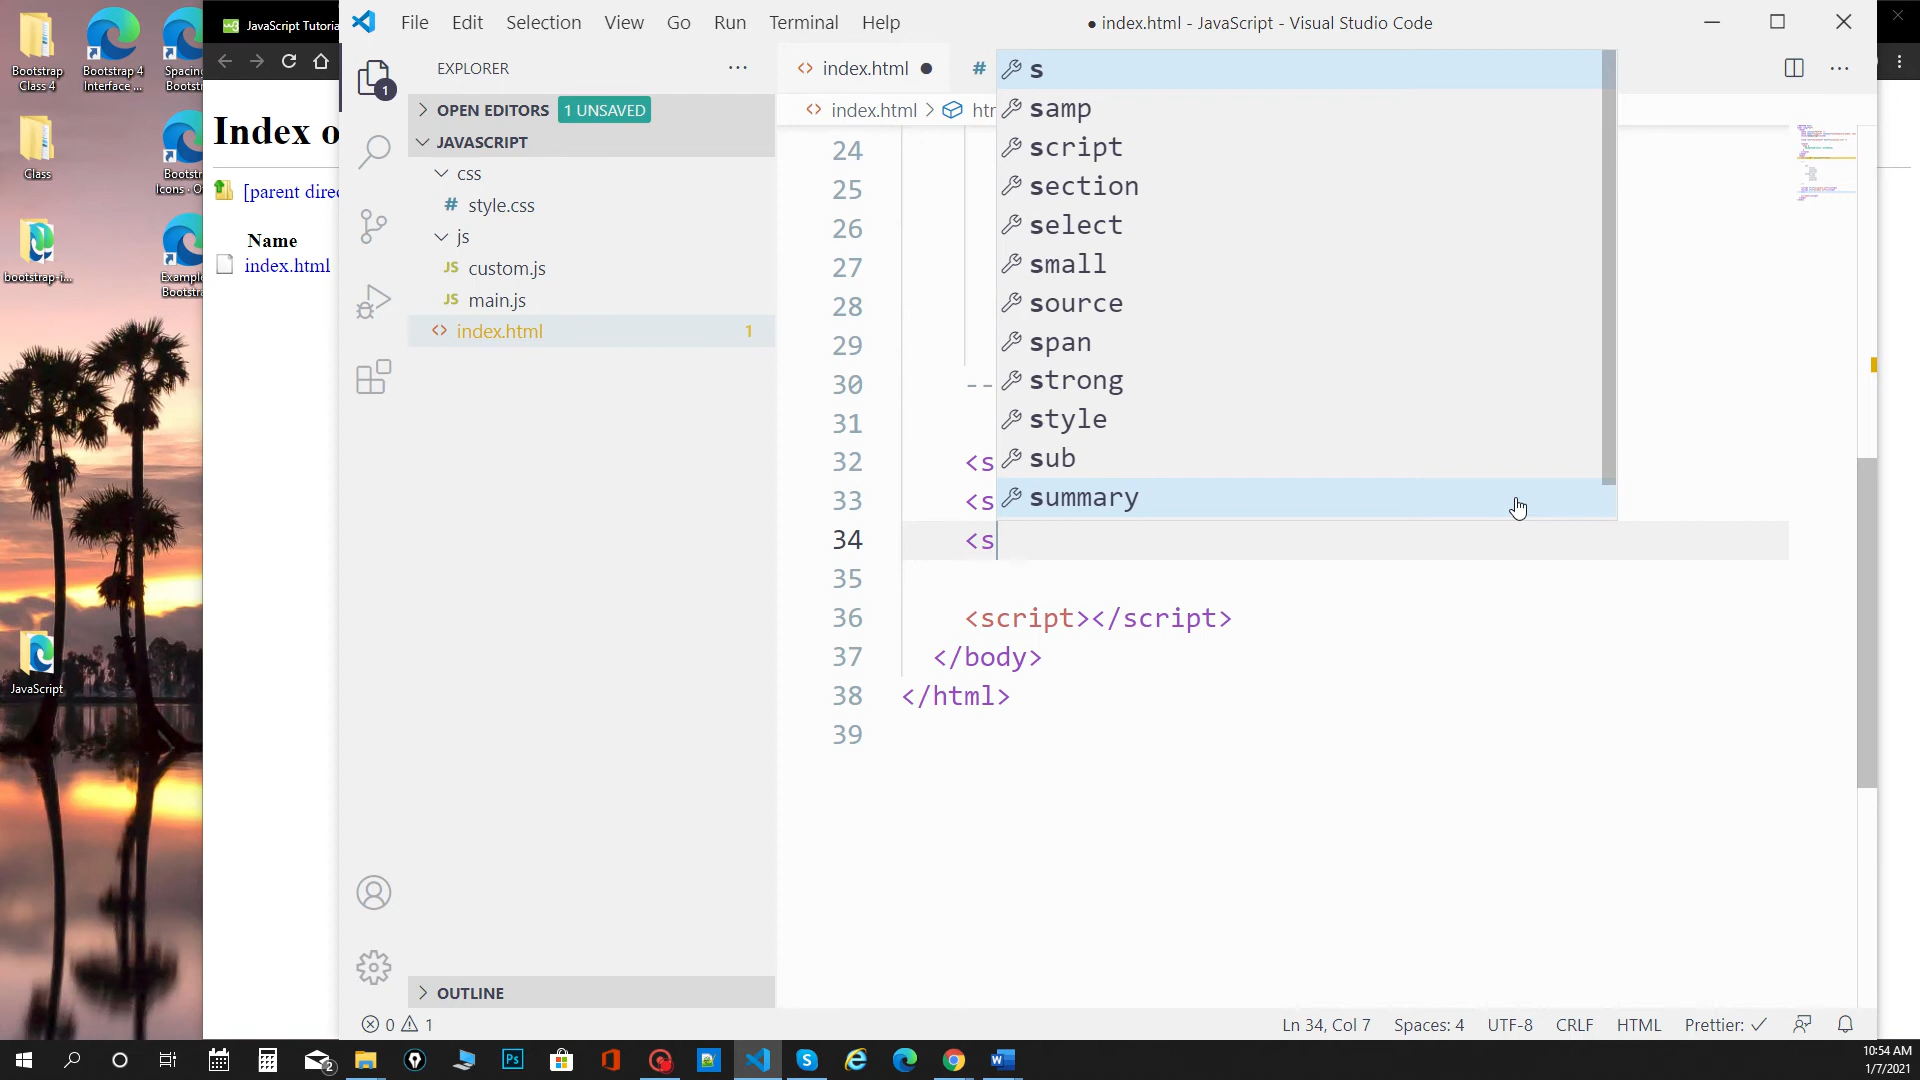 Bootstrap
Class 4
Bootstrap 4
Interface ...
Class
bootstrap-i...
JavaScript
JavaScript Tutoria
Index o
[parent direc
Name
index.html
File Edit Selection View Go Run Terminal Help
● index.html - JavaScript - Visual Studio Code
EXPLORER
OPEN EDITORS 1 UNSAVED
JAVASCRIPT
css
# style.css
js
JS custom.js
JS main.js
<> index.html 1
OUTLINE
1
<> index.html ● #
<> index.html > htm
s
samp
script
section
select
small
source
span
strong
style
sub
summary
24
25
26
27
28
29
30 --
31
32 <s
33 <s
34 <s
35
36 <script></script>
37 </body>
38 </html>
39
0 1
Ln 34, Col 7 Spaces: 4 UTF-8 CRLF HTML Prettier: ✓
2
10:54 AM
1/7/2021